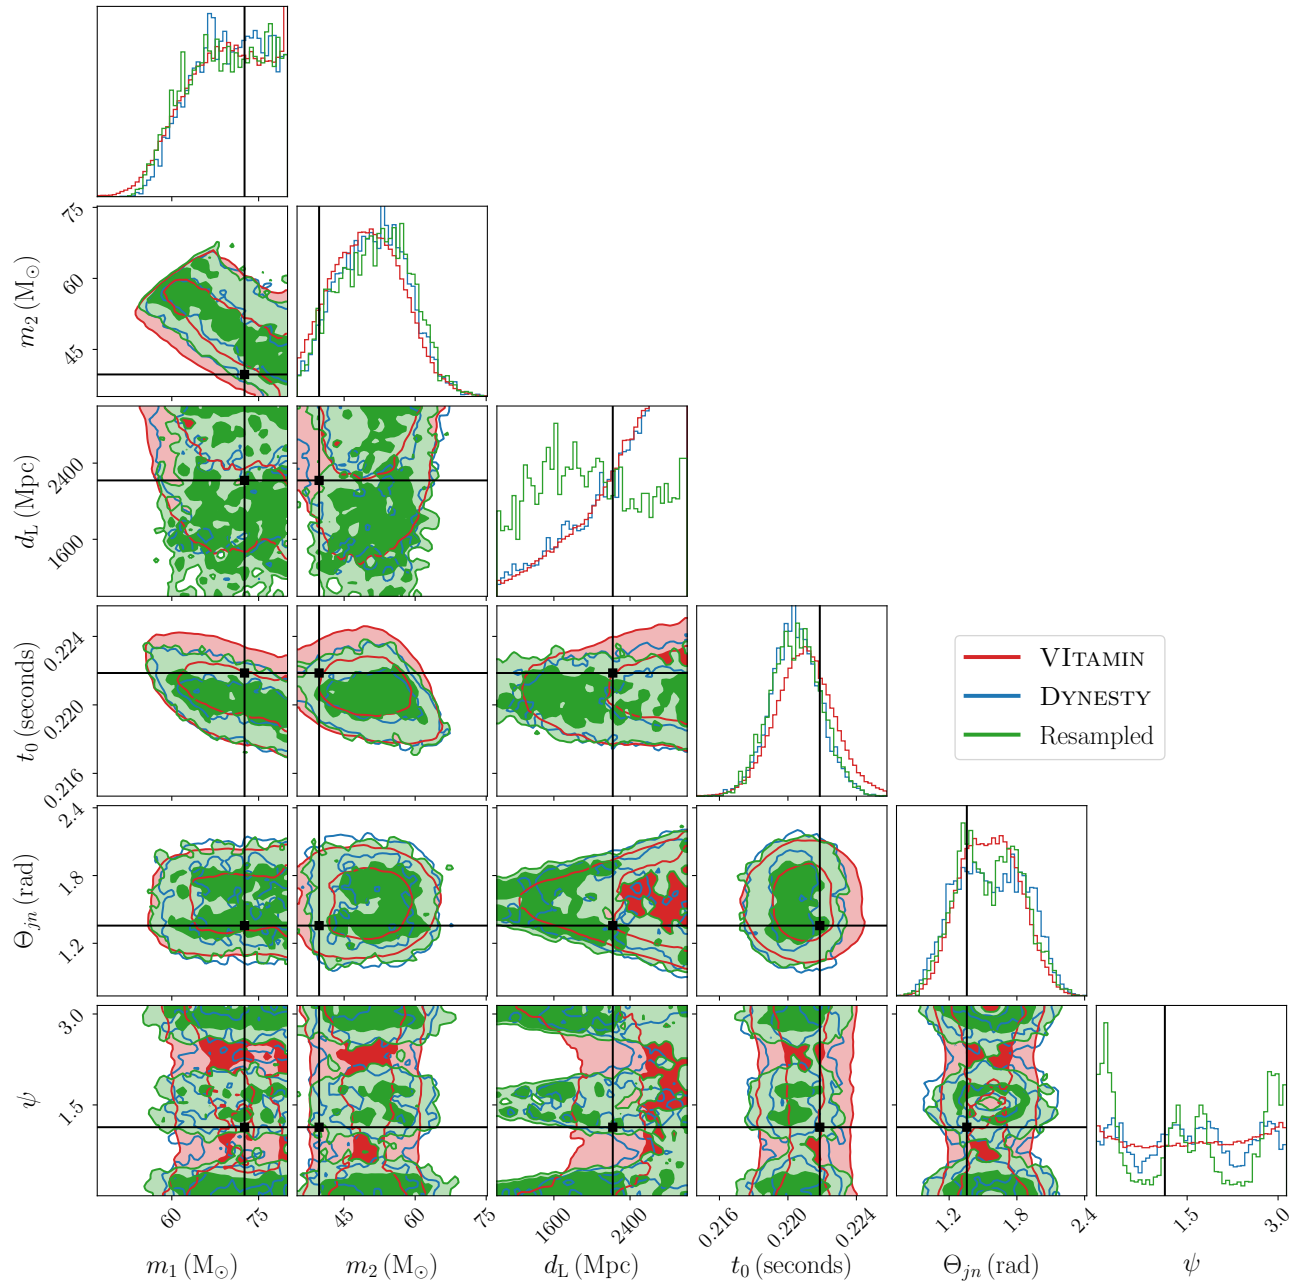 75
60
45
m₂ (M⊙)
2400
1600
d_L (Mpc)
0.224
0.220
0.216
t₀ (seconds)
VITAMIN
DYNESTY
Resampled
2.4
1.8
1.2
Θ_jn (rad)
3.0
1.5
ψ
60 75 45 60 75 1600 2400 0.216 0.220 0.224 1.2 1.8 2.4 1.5 3.0
m₁ (M⊙) m₂ (M⊙) d_L (Mpc) t₀ (seconds) Θ_jn (rad) ψ